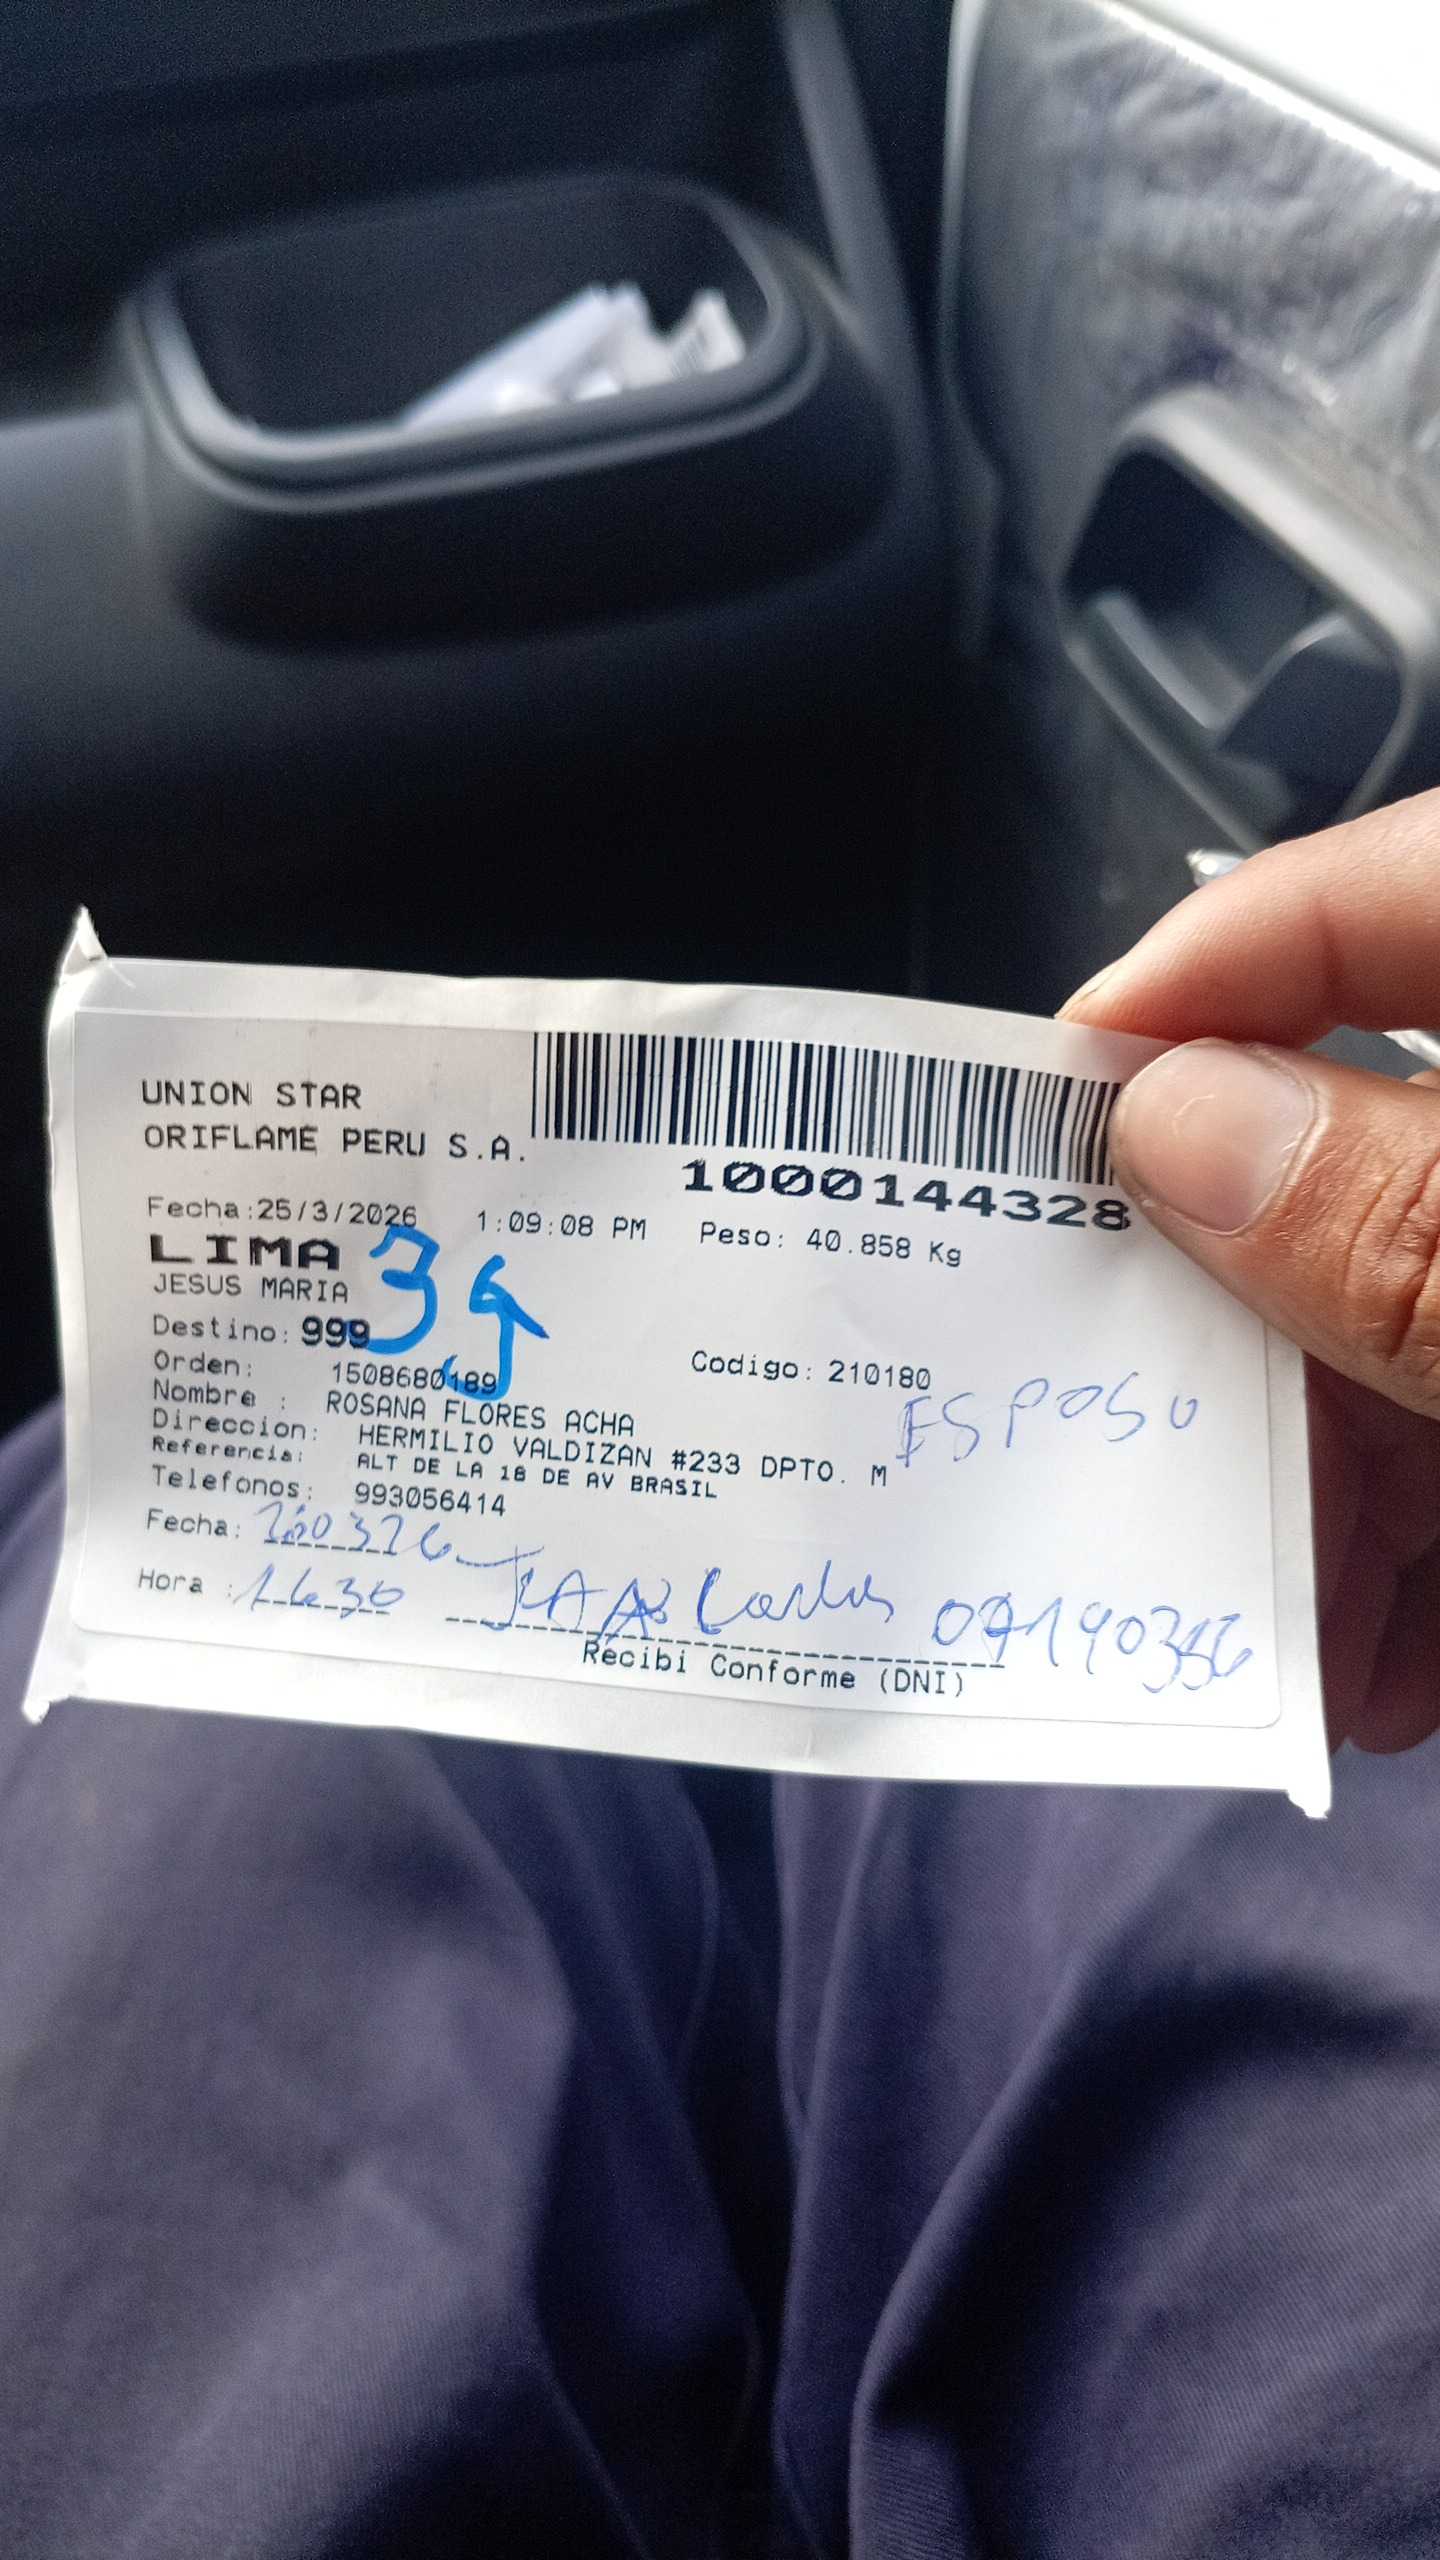 UNION STAR
ORIFLAME PERU S.A.
1000144328
Fecha:25/3/2026 1:09:08 PM Peso: 40.858 Kg
LIMA
JESUS MARIA
Destino: 999
Orden: 1508680189 Codigo: 210180
Nombre : ROSANA FLORES ACHA
ESPOSO
Direccion: HERMILIO VALDIZAN #233 DPTO. M
Referencia: ALT DE LA 18 DE AV BRASIL
Telefonos: 993056414
Fecha:
Hora :
Carlos
Recibi Conforme (DNI)